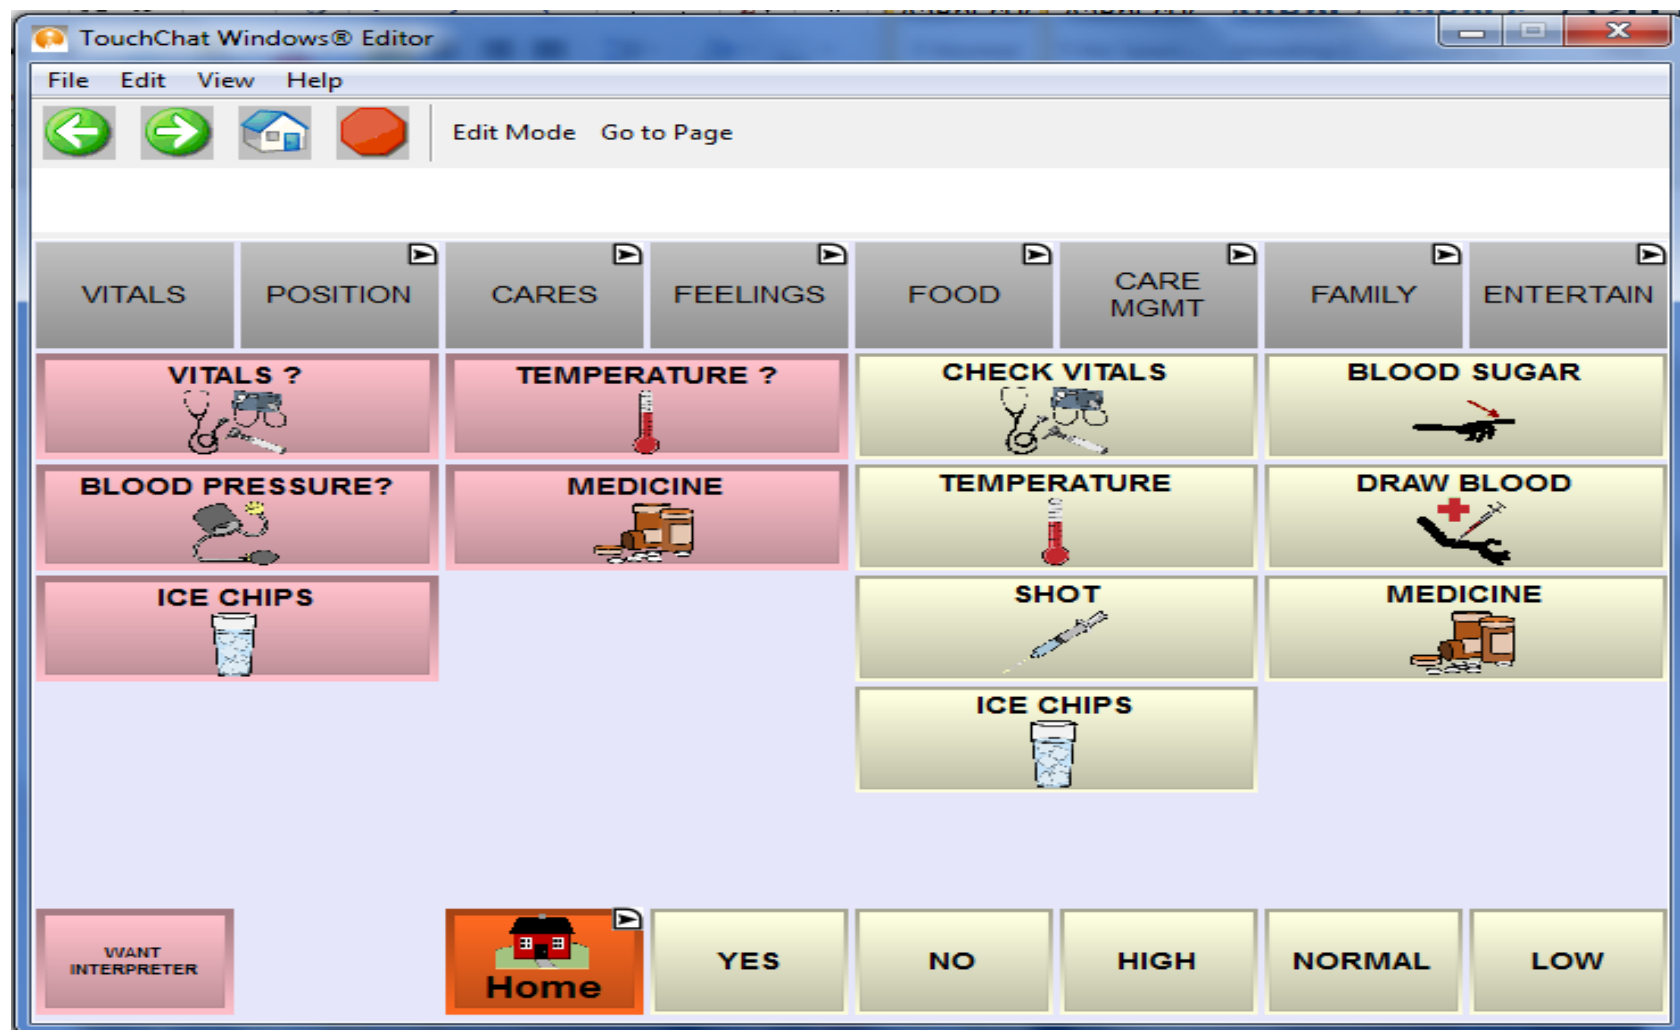 TouchChat Windows® Editor
File Edit View Help
Edit Mode Go to Page
VITALS POSITION CARES FEELINGS FOOD CARE MGMT FAMILY ENTERTAIN
VITALS ? TEMPERATURE ? CHECK VITALS BLOOD SUGAR
BLOOD PRESSURE? MEDICINE TEMPERATURE DRAW BLOOD
ICE CHIPS SHOT MEDICINE
ICE CHIPS
WANT INTERPRETER Home YES NO HIGH NORMAL LOW